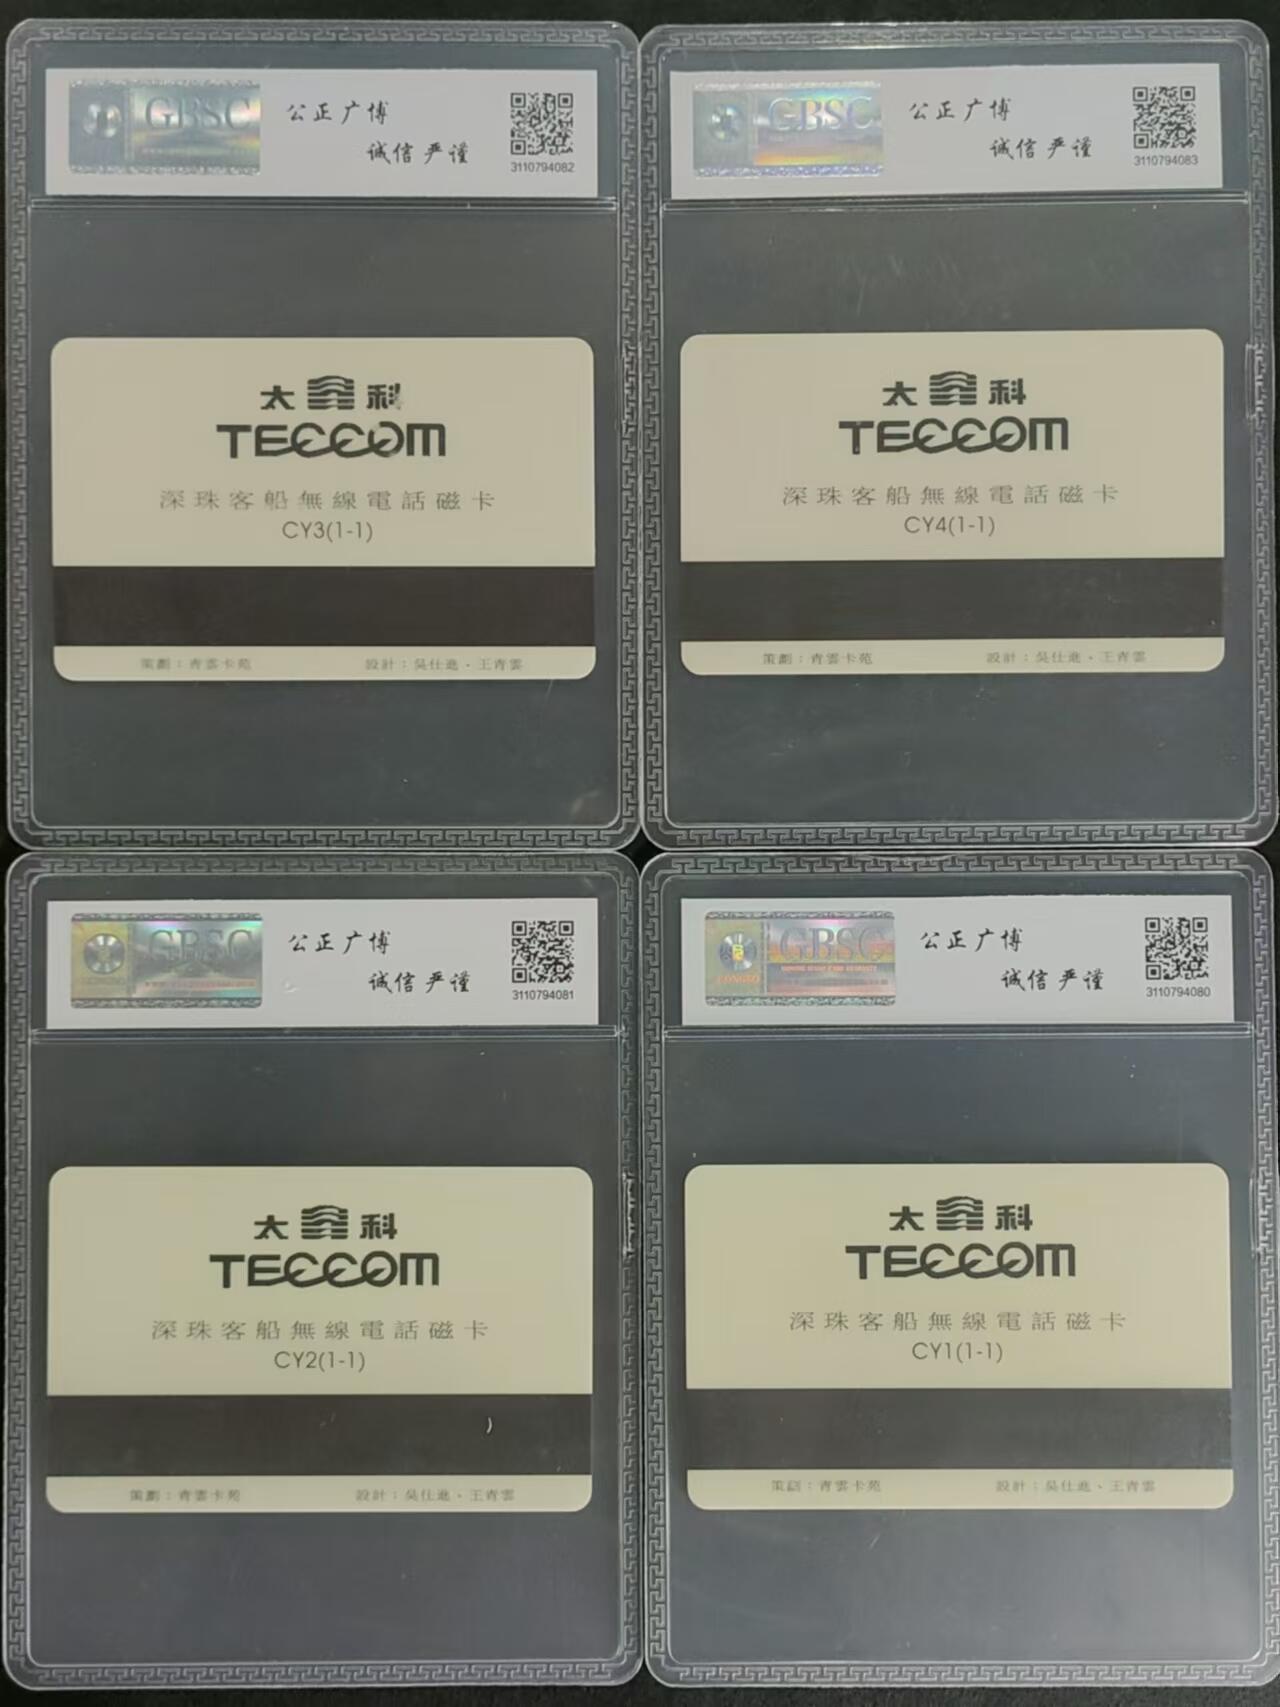 GBSC
公正广博
诚信严谨
3110794082
太 科
TECCOM
深珠客船無線電話磁卡
CY3(1-1)
策劃：青雲卡苑 設計：吳仕進、王青雲
GBSC
公正广博
诚信严谨
3110794083
太 科
TECCOM
深珠客船無線電話磁卡
CY4(1-1)
策劃：青雲卡苑 設計：吳仕進、王青雲
GBSC
公正广博
诚信严谨
3110794081
太 科
TECCOM
深珠客船無線電話磁卡
CY2(1-1)
策劃：青雲卡苑 設計：吳仕進、王青雲
GBSC
公正广博
诚信严谨
3110794080
太 科
TECCOM
深珠客船無線電話磁卡
CY1(1-1)
策劃：青雲卡苑 設計：吳仕進、王青雲